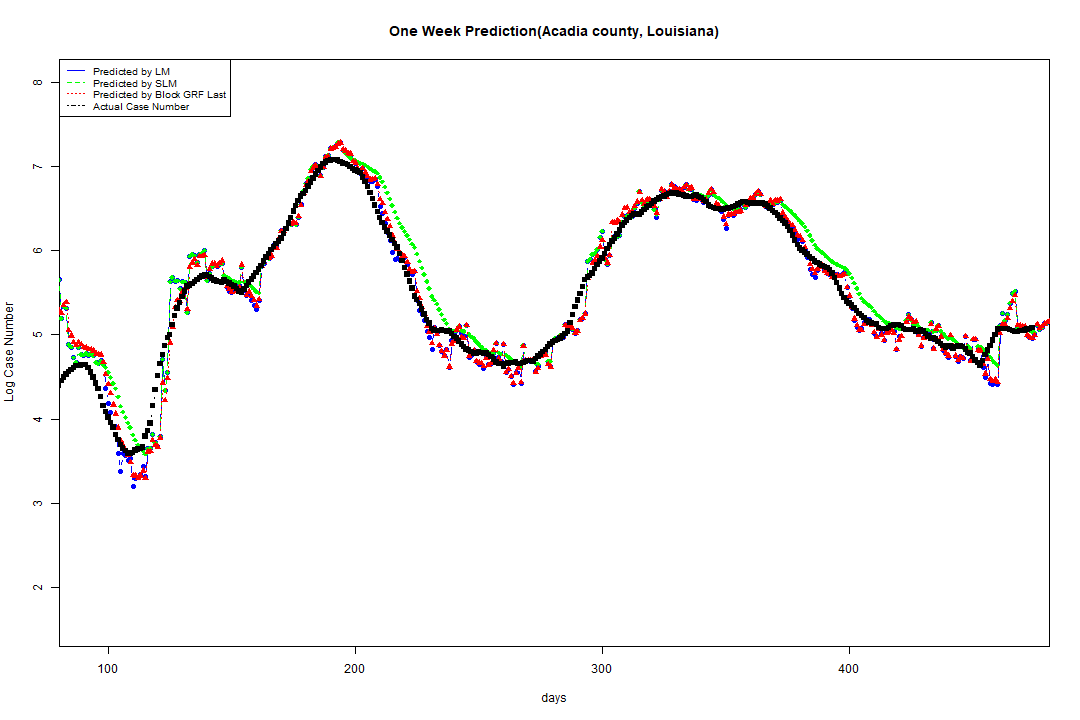 One Week Prediction(Acadia county, Louisiana)
Predicted by LM
Predicted by SLM
Predicted by Block GRF Last
Actual Case Number
8
7
6
5
4
3
2
Log Case Number
100 200 300 400
days